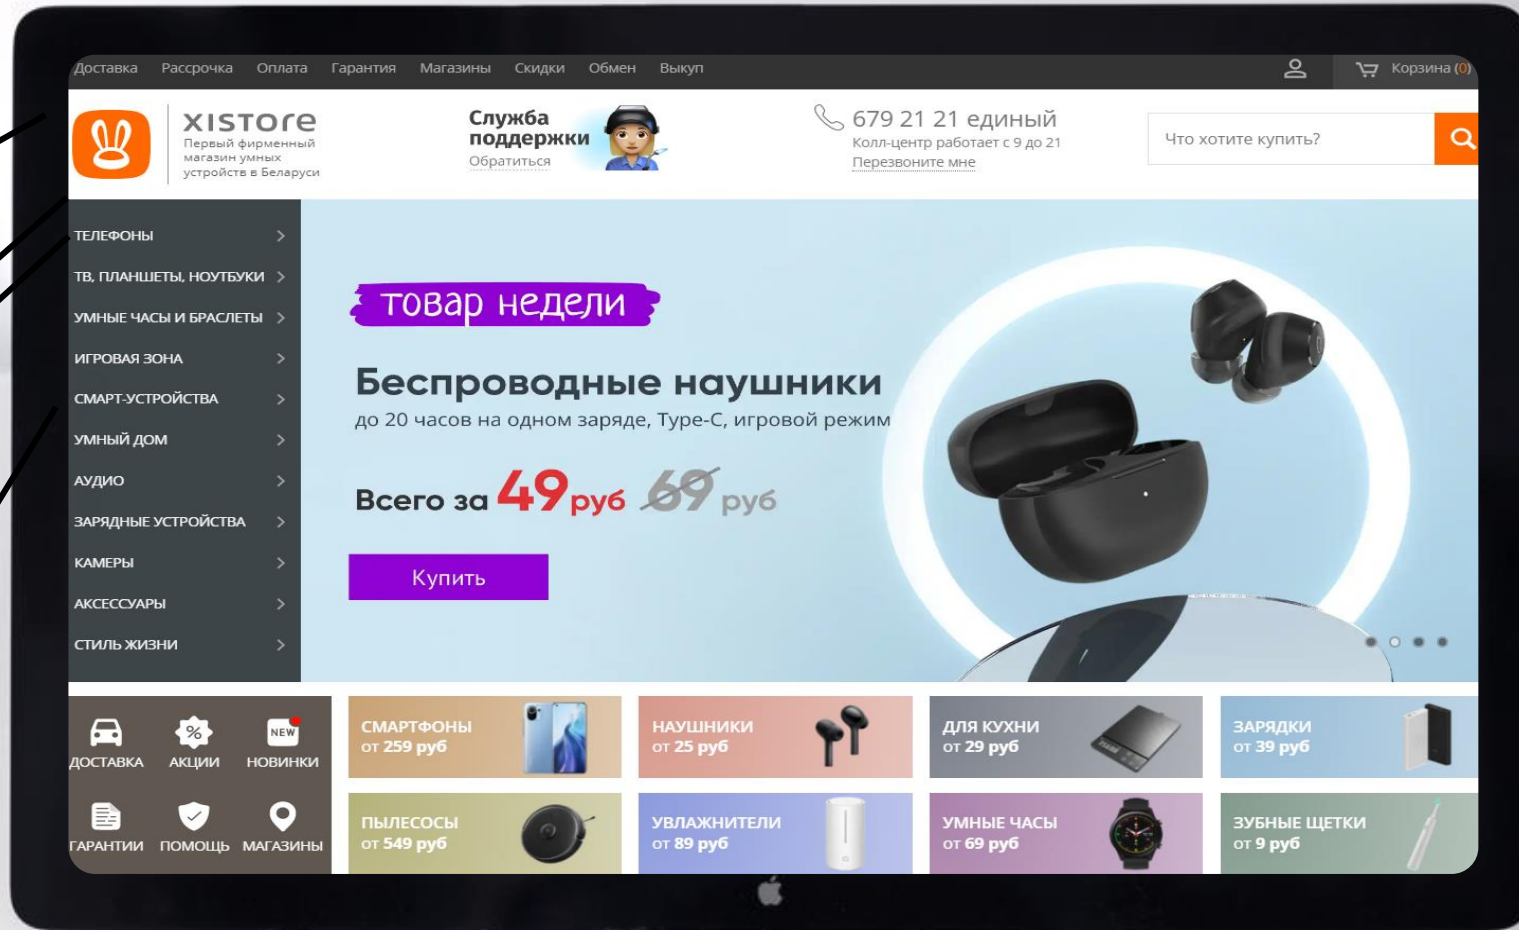 Доставка Рассрочка Оплата Гарантия Магазины Скидки Обмен Выкуп
Корзина (0)
xistore
Первый фирменный
магазин умных
устройств в Беларуси
Служба
поддержки
Обратиться
679 21 21 единый
Колл-центр работает с 9 до 21
Перезвоните мне
Что хотите купить?
ТЕЛЕФОНЫ
ТВ, ПЛАНШЕТЫ, НОУТБУКИ
УМНЫЕ ЧАСЫ И БРАСЛЕТЫ
ИГРОВАЯ ЗОНА
СМАРТ-УСТРОЙСТВА
УМНЫЙ ДОМ
АУДИО
ЗАРЯДНЫЕ УСТРОЙСТВА
КАМЕРЫ
АКСЕССУАРЫ
СТИЛЬ ЖИЗНИ
товар недели
Беспроводные наушники
до 20 часов на одном заряде, Type-C, игровой режим
Всего за 49 руб 69 руб
Купить
ДОСТАВКА
%
АКЦИИ
NEW
НОВИНКИ
ГАРАНТИИ
ПОМОЩЬ
МАГАЗИНЫ
СМАРТФОНЫ
от 259 руб
НАУШНИКИ
от 25 руб
ДЛЯ КУХНИ
от 29 руб
ЗАРЯДКИ
от 39 руб
ПЫЛЕСОСЫ
от 549 руб
УВЛАЖНИТЕЛИ
от 89 руб
УМНЫЕ ЧАСЫ
от 69 руб
ЗУБНЫЕ ЩЕТКИ
от 9 руб